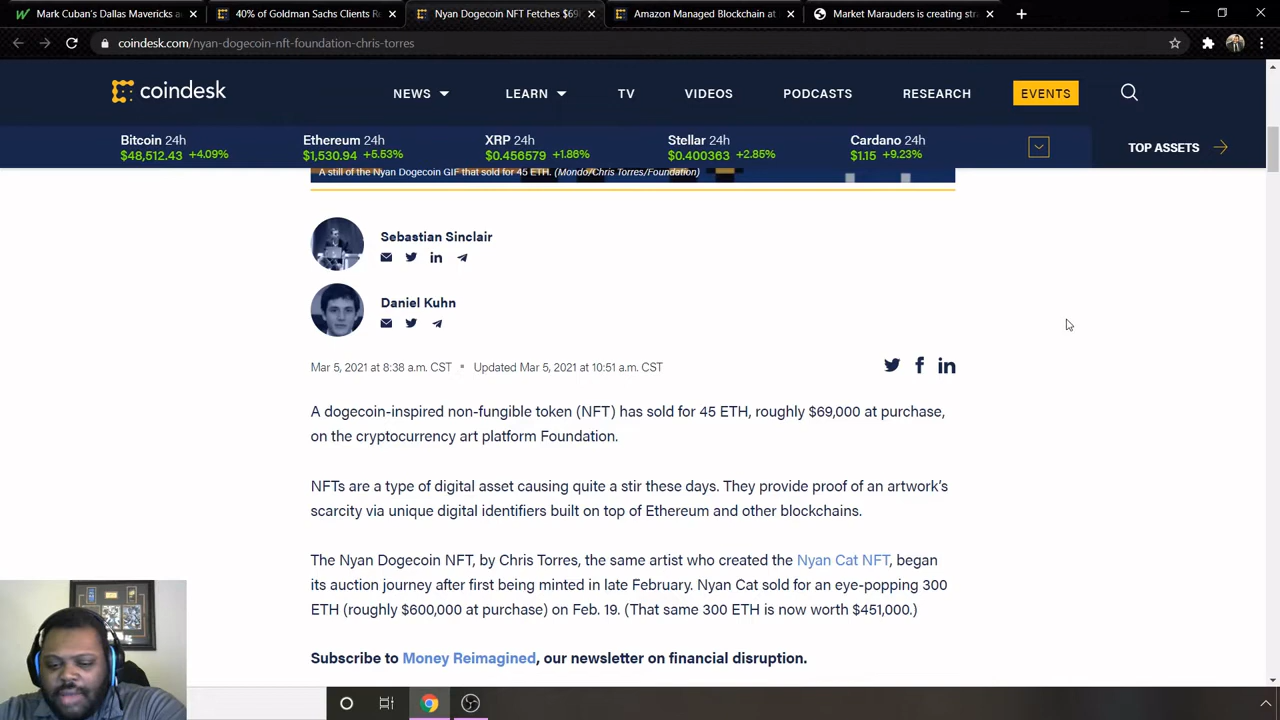 Mark Cuban's Dallas Mavericks a
40% of Goldman Sachs Clients R
Nyan Dogecoin NFT Fetches $69
Amazon Managed Blockchain at
Market Marauders is creating str
coindesk.com/nyan-dogecoin-nft-foundation-chris-torres
coindesk
NEWS
LEARN
TV
VIDEOS
PODCASTS
RESEARCH
EVENTS
Bitcoin 24h
$48,512.43 +4.09%
Ethereum 24h
$1,530.94 +5.53%
XRP 24h
$0.456579 +1.86%
Stellar 24h
$0.400363 +2.85%
Cardano 24h
$1.15 +9.23%
TOP ASSETS
A still of the Nyan Dogecoin GIF that sold for 45 ETH. (Mondo/Chris Torres/Foundation)
Sebastian Sinclair
Daniel Kuhn
Mar 5, 2021 at 8:38 a.m. CST ▪ Updated Mar 5, 2021 at 10:51 a.m. CST
A dogecoin-inspired non-fungible token (NFT) has sold for 45 ETH, roughly $69,000 at purchase,
on the cryptocurrency art platform Foundation.
NFTs are a type of digital asset causing quite a stir these days. They provide proof of an artwork's
scarcity via unique digital identifiers built on top of Ethereum and other blockchains.
The Nyan Dogecoin NFT, by Chris Torres, the same artist who created the Nyan Cat NFT, began
its auction journey after first being minted in late February. Nyan Cat sold for an eye-popping 300
ETH (roughly $600,000 at purchase) on Feb. 19. (That same 300 ETH is now worth $451,000.)
Subscribe to Money Reimagined, our newsletter on financial disruption.